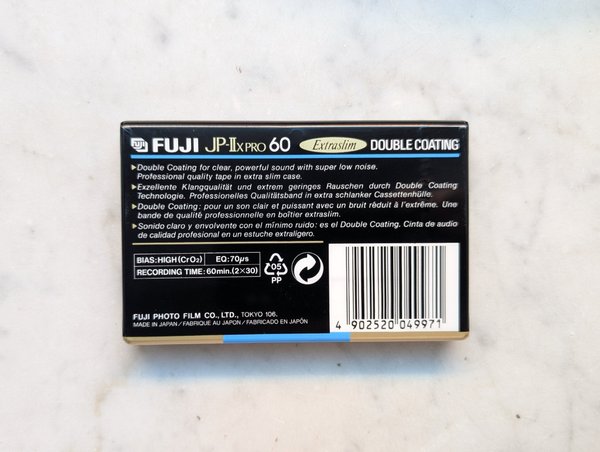 FUJI FUJI JP-IIx PRO 60 Extraslim DOUBLE COATING
▶Double Coating for clear, powerful sound with super low noise.
Professional quality tape in extra slim case.
▶Exzellente Klangqualität und extrem geringes Rauschen durch Double Coating
Technologie. Professionelles Qualitätsband in extra schlanker Cassettenhülle.
▶Double Coating: pour un son clair et puissant avec un bruit réduit à l'extrême. Une
bande de qualité professionnelle en boîtier extraslim.
▶Sonido claro y envolvente con el mínimo ruido: es el Double Coating. Cinta de audio
de calidad profesional en un estuche extraligero.
BIAS: HIGH (CrO₂) EQ: 70μs
RECORDING TIME: 60min. (2×30)
05
PP
FUJI PHOTO FILM CO., LTD., TOKYO 106.
MADE IN JAPAN / FABRIQUE AU JAPON / FABRICADO EN JAPÓN
4 902520 049971